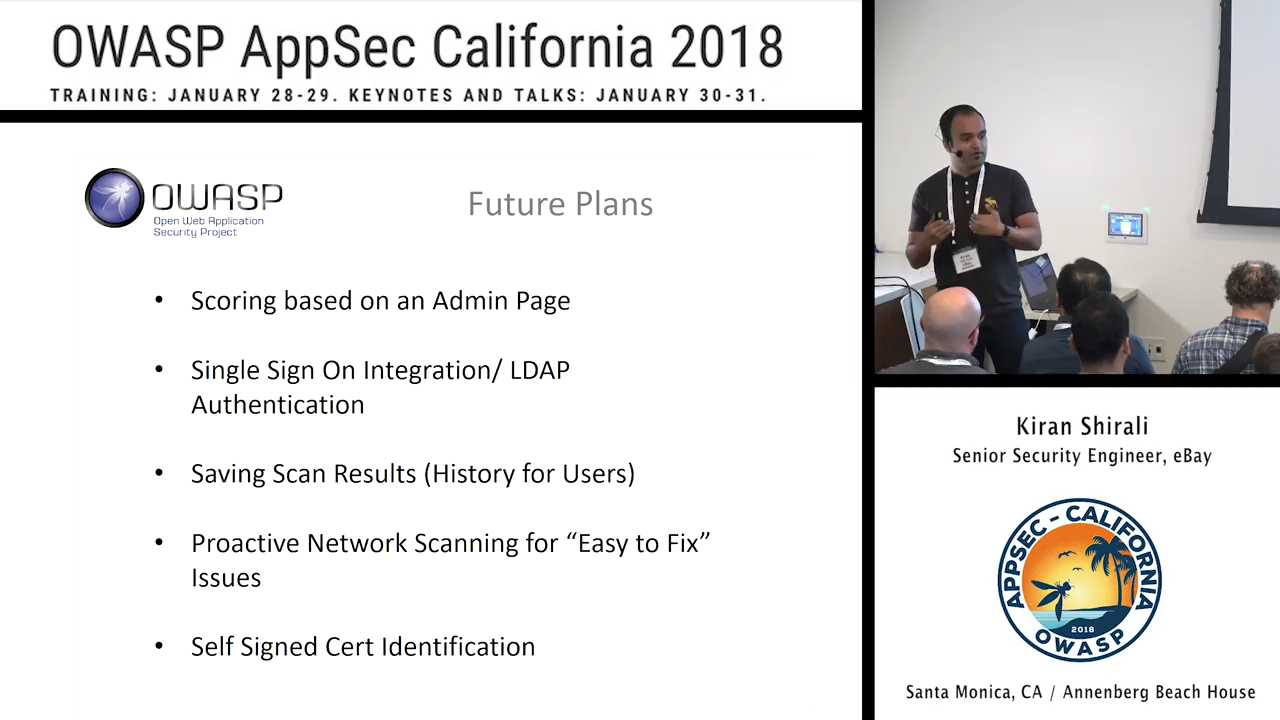 OWASP AppSec California 2018
TRAINING: JANUARY 28-29. KEYNOTES AND TALKS: JANUARY 30-31.
OWASP
Open Web Application
Security Project
Future Plans
• Scoring based on an Admin Page
• Single Sign On Integration/ LDAP
Authentication
• Saving Scan Results (History for Users)
• Proactive Network Scanning for “Easy to Fix”
Issues
• Self Signed Cert Identification
Kiran Shirali
Senior Security Engineer, eBay
APPSEC - CALIFORNIA
2018
OWASP
Santa Monica, CA / Annenberg Beach House